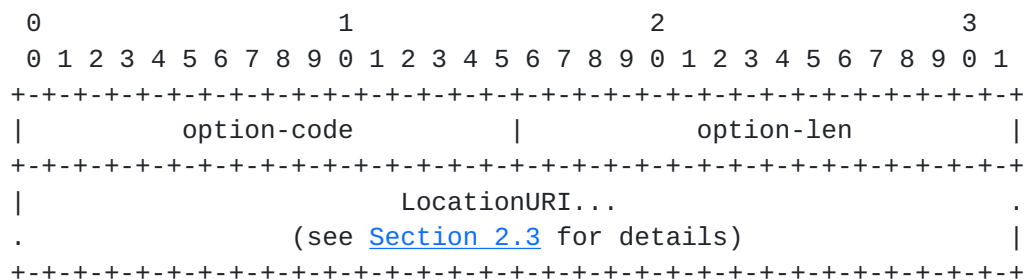 0                   1                   2                   3
 0 1 2 3 4 5 6 7 8 9 0 1 2 3 4 5 6 7 8 9 0 1 2 3 4 5 6 7 8 9 0 1
+-+-+-+-+-+-+-+-+-+-+-+-+-+-+-+-+-+-+-+-+-+-+-+-+-+-+-+-+-+-+-+-+
|          option-code          |           option-len          |
+-+-+-+-+-+-+-+-+-+-+-+-+-+-+-+-+-+-+-+-+-+-+-+-+-+-+-+-+-+-+-+-+
|                        LocationURI...                         .
.                 (see Section 2.3 for details)                 |
+-+-+-+-+-+-+-+-+-+-+-+-+-+-+-+-+-+-+-+-+-+-+-+-+-+-+-+-+-+-+-+-+